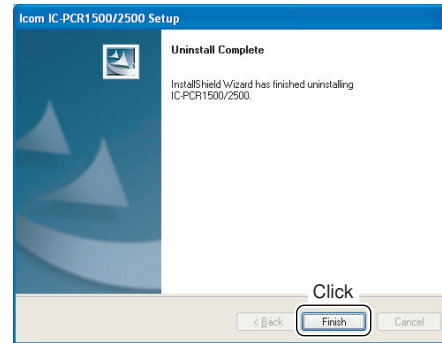 Icom IC-PCR1500/2500 Setup
Uninstall Complete
InstallShield Wizard has finished uninstalling
IC-PCR1500/2500.
Click
< Back
Finish
Cancel